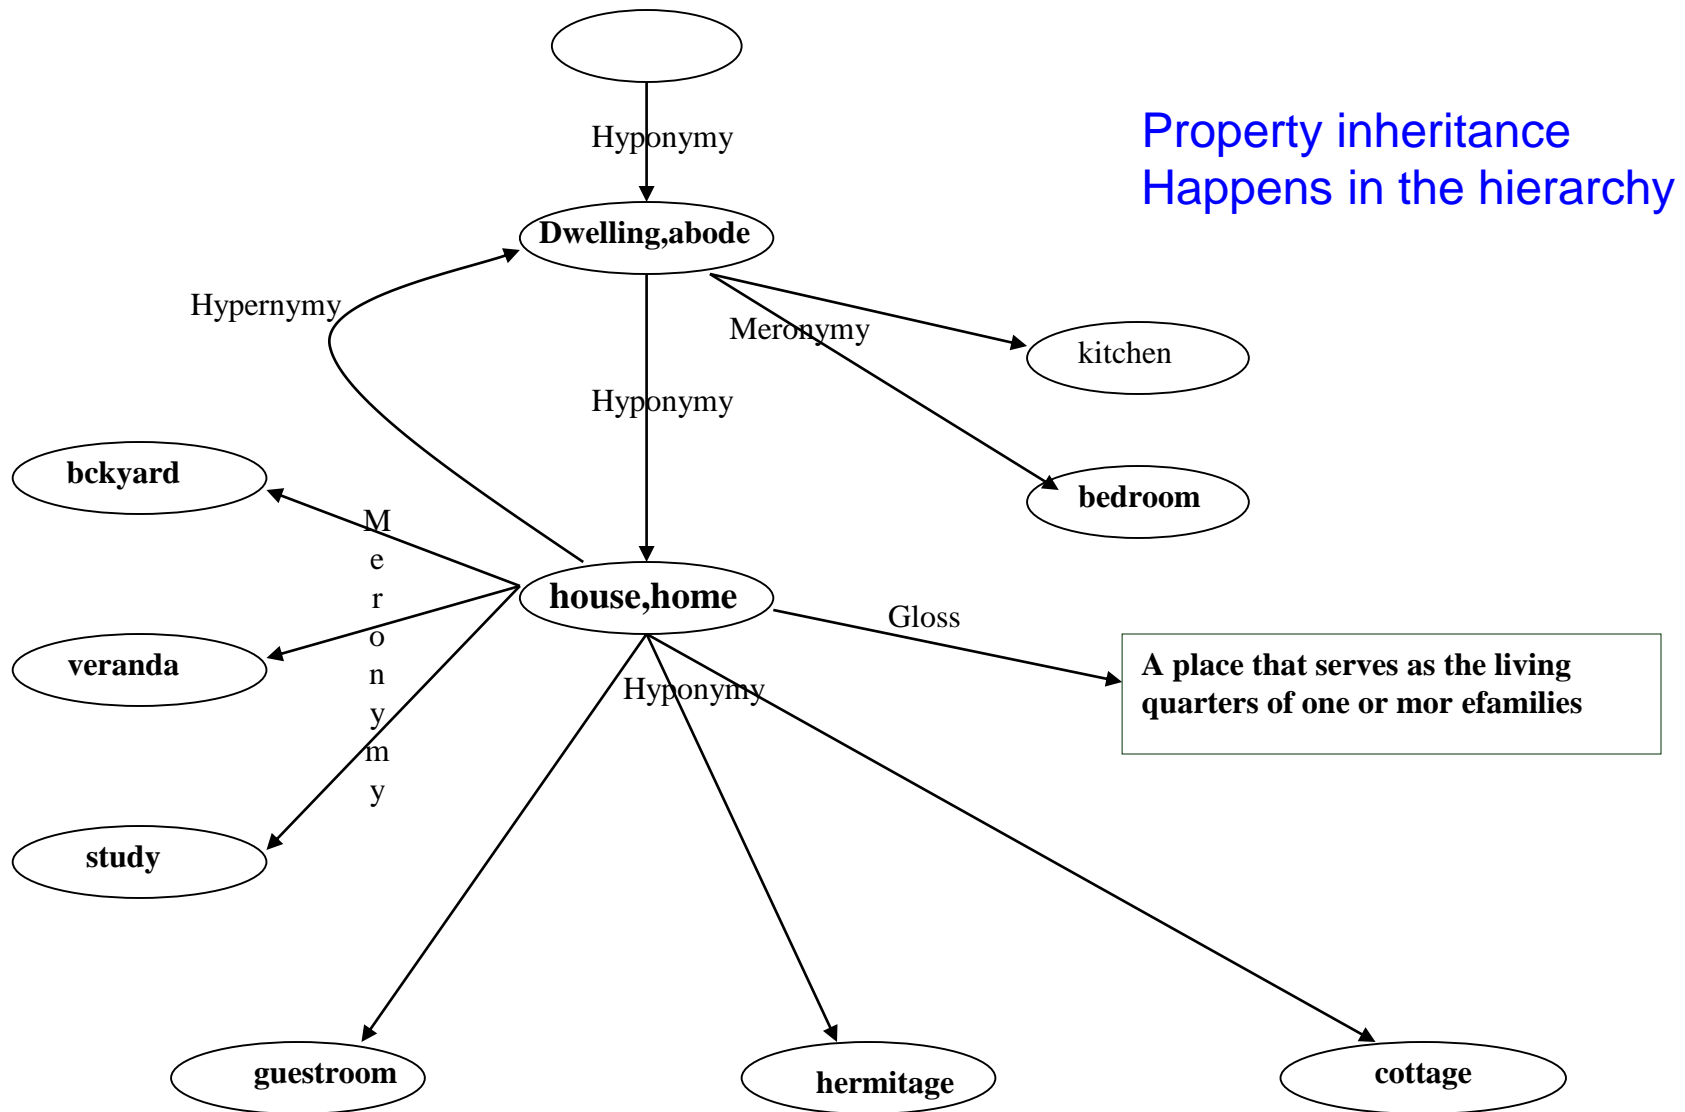 Hyponymy
Property inheritance
Happens in the hierarchy
Dwelling,abode
Hypernymy
Meronymy
kitchen
Hyponymy
bckyard
bedroom
Meronymy
house,home
Gloss
veranda
A place that serves as the living
quarters of one or mor efamilies
Hyponymy
study
guestroom
hermitage
cottage